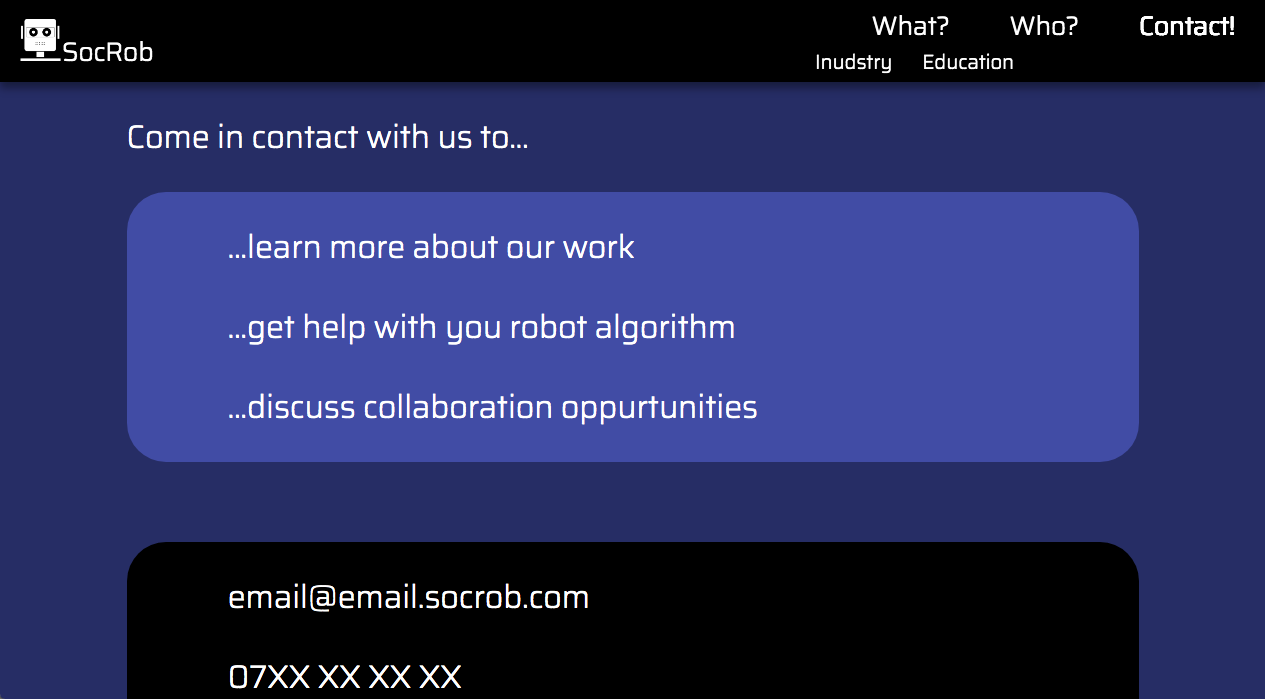 SocRob
What? Who? Contact!
Inudstry Education
Come in contact with us to...
...learn more about our work
...get help with you robot algorithm
...discuss collaboration oppurtunities
email@email.socrob.com
07XX XX XX XX